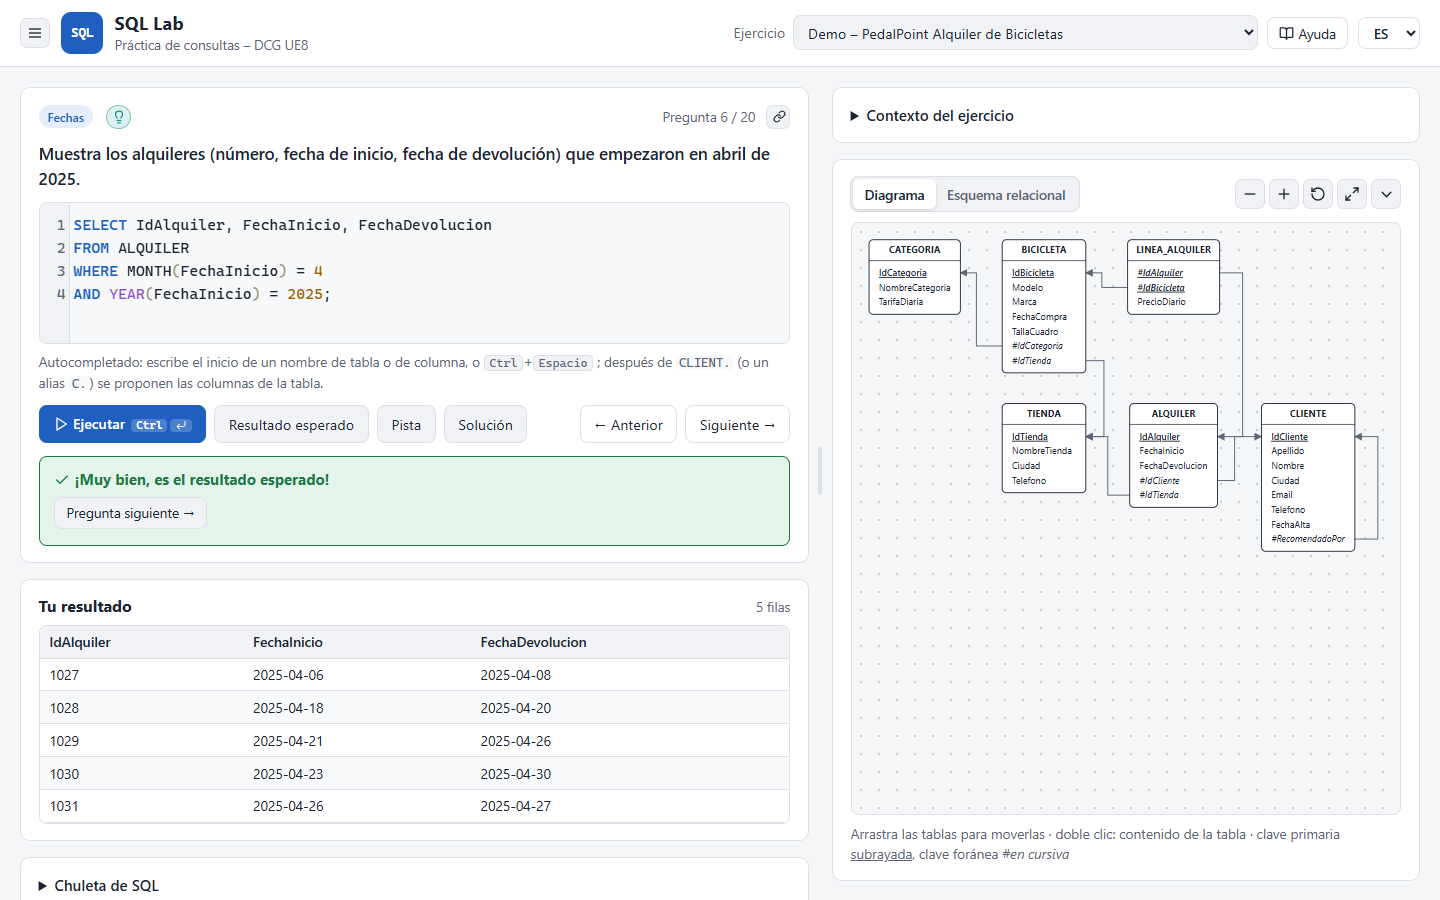 SQL
SQL Lab
Práctica de consultas – DCG UE8
Ejercicio
Demo – PedalPoint Alquiler de Bicicletas
Ayuda
ES
Fechas
Pregunta 6 / 20
Muestra los alquileres (número, fecha de inicio, fecha de devolución) que empezaron en abril de
2025.
1 SELECT IdAlquiler, FechaInicio, FechaDevolucion
2 FROM ALQUILER
3 WHERE MONTH(FechaInicio) = 4
4 AND YEAR(FechaInicio) = 2025;
Autocompletado: escribe el inicio de un nombre de tabla o de columna, o Ctrl + Espacio ; después de CLIENT. (o un
alias C. ) se proponen las columnas de la tabla.
Ejecutar Ctrl ↵
Resultado esperado
Pista
Solución
← Anterior
Siguiente →
¡Muy bien, es el resultado esperado!
Pregunta siguiente →
Tu resultado
5 filas
IdAlquiler FechaInicio FechaDevolucion
1027 2025-04-06 2025-04-08
1028 2025-04-18 2025-04-20
1029 2025-04-21 2025-04-26
1030 2025-04-23 2025-04-30
1031 2025-04-26 2025-04-27
Chuleta de SQL
Contexto del ejercicio
Diagrama
Esquema relacional
CATEGORIA
IdCategoria
NombreCategoria
TarifaDiaria
BICICLETA
IdBicicleta
Modelo
Marca
FechaCompra
TallaCuadro
#IdCategoria
#IdTienda
LINEA_ALQUILER
#IdAlquiler
#IdBicicleta
PrecioDiario
TIENDA
IdTienda
NombreTienda
Ciudad
Telefono
ALQUILER
IdAlquiler
FechaInicio
FechaDevolucion
#IdCliente
#IdTienda
CLIENTE
IdCliente
Apellido
Nombre
Ciudad
Email
Telefono
FechaAlta
#RecomendadoPor
Arrastra las tablas para moverlas · doble clic: contenido de la tabla · clave primaria
subrayada, clave foránea #en cursiva